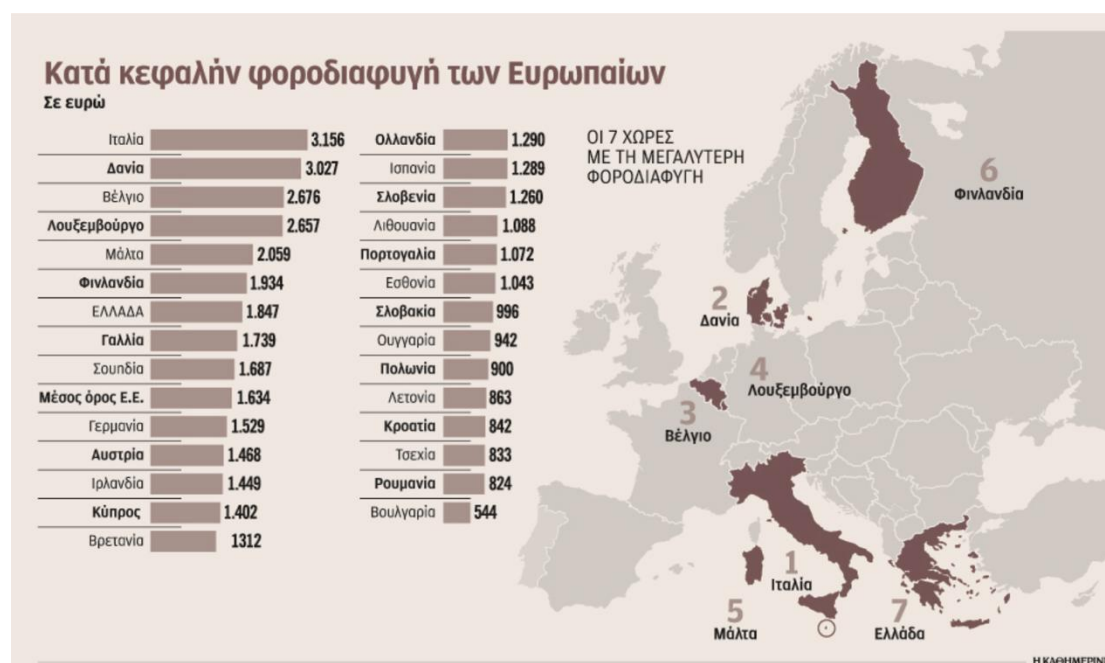 Κατά κεφαλήν φοροδιαφυγή των Ευρωπαίων
Σε ευρώ
Ιταλία 3.156
Δανία 3.027
Βέλγιο 2.676
Λουξεμβούργο 2.657
Μάλτα 2.059
Φινλανδία 1.934
ΕΛΛΑΔΑ 1.847
Γαλλία 1.739
Σουηδία 1.687
Μέσος όρος Ε.Ε. 1.634
Γερμανία 1.529
Αυστρία 1.468
Ιρλανδία 1.449
Κύπρος 1.402
Βρετανία 1312
Ολλανδία 1.290
Ισπανία 1.289
Σλοβενία 1.260
Λιθουανία 1.088
Πορτογαλία 1.072
Εσθονία 1.043
Σλοβακία 996
Ουγγαρία 942
Πολωνία 900
Λετονία 863
Κροατία 842
Τσεχία 833
Ρουμανία 824
Βουλγαρία 544
ΟΙ 7 ΧΩΡΕΣ
ΜΕ ΤΗ ΜΕΓΑΛΥΤΕΡΗ
ΦΟΡΟΔΙΑΦΥΓΗ
6
Φινλανδία
2
Δανία
4
Λουξεμβούργο
3
Βέλγιο
1
Ιταλία
5
Μάλτα
7
Ελλάδα